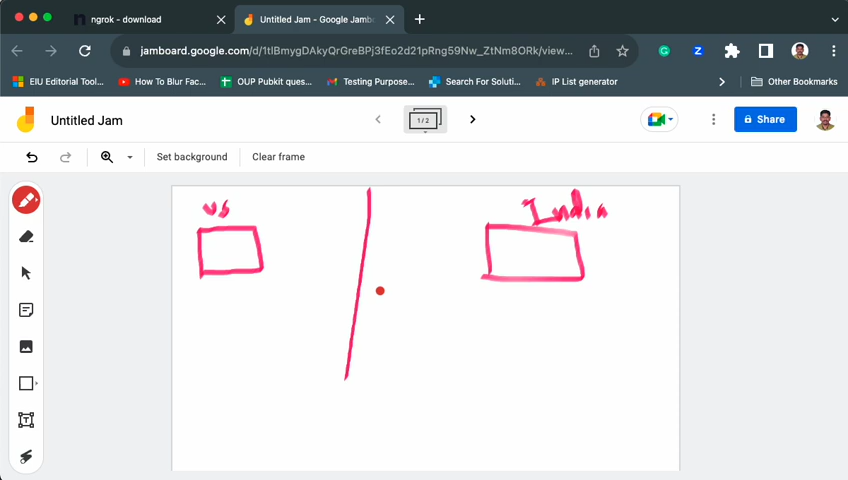 ngrok - download
Untitled Jam - Google Jamb
jamboard.google.com/d/1tlBmygDAkyQrGreBPj3fEo2d21pRng59Nw_ZtNm8ORk/view...
EIU Editorial Tool... How To Blur Fac... OUP Pubkit ques... Testing Purpose... Search For Soluti... IP List generator Other Bookmarks
Untitled Jam
1 / 2
Share
Set background
Clear frame
us
India